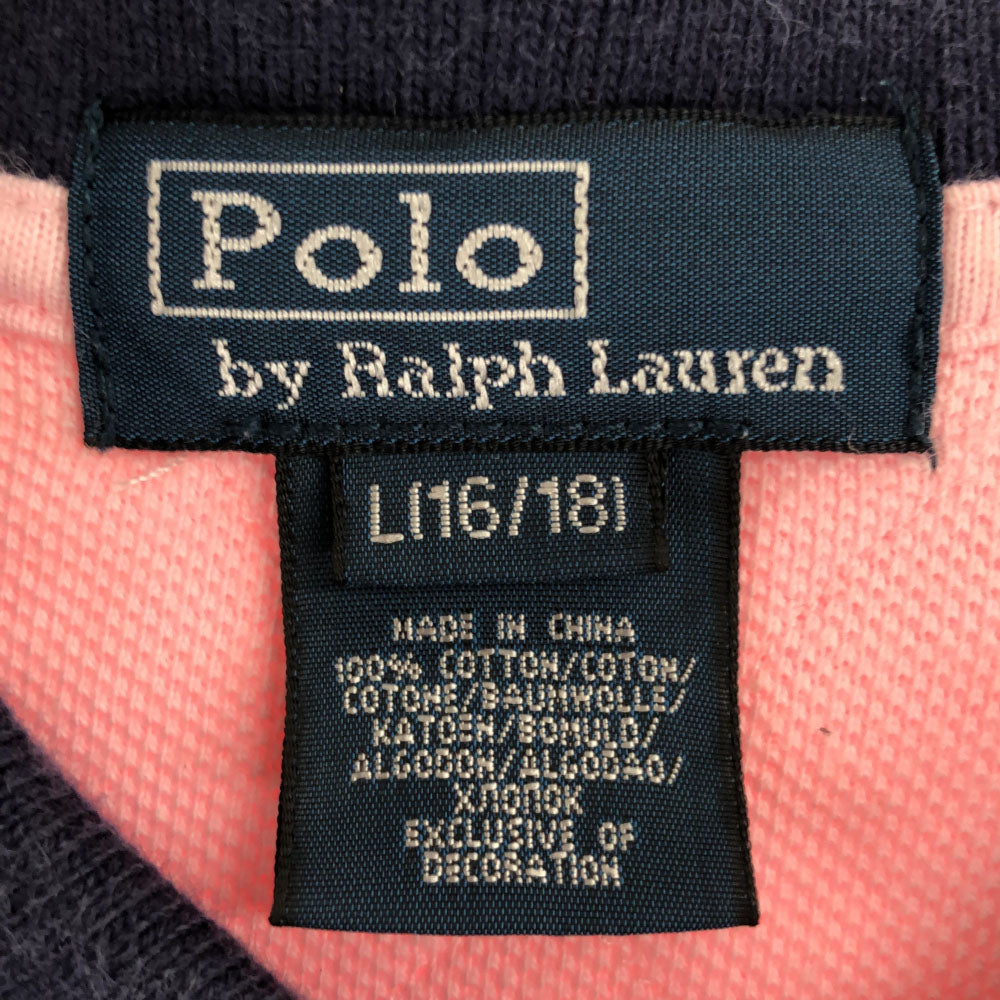 Polo
by Ralph Lauren
L(16/18)
MADE IN CHINA
100% COTTON/COTON/
COTONE/BAUMWOLLE/
KATOEN/BOMULD/
ALGODON/ALGODAO/
ХЛОПОК
EXCLUSIVE OF
DECORATION